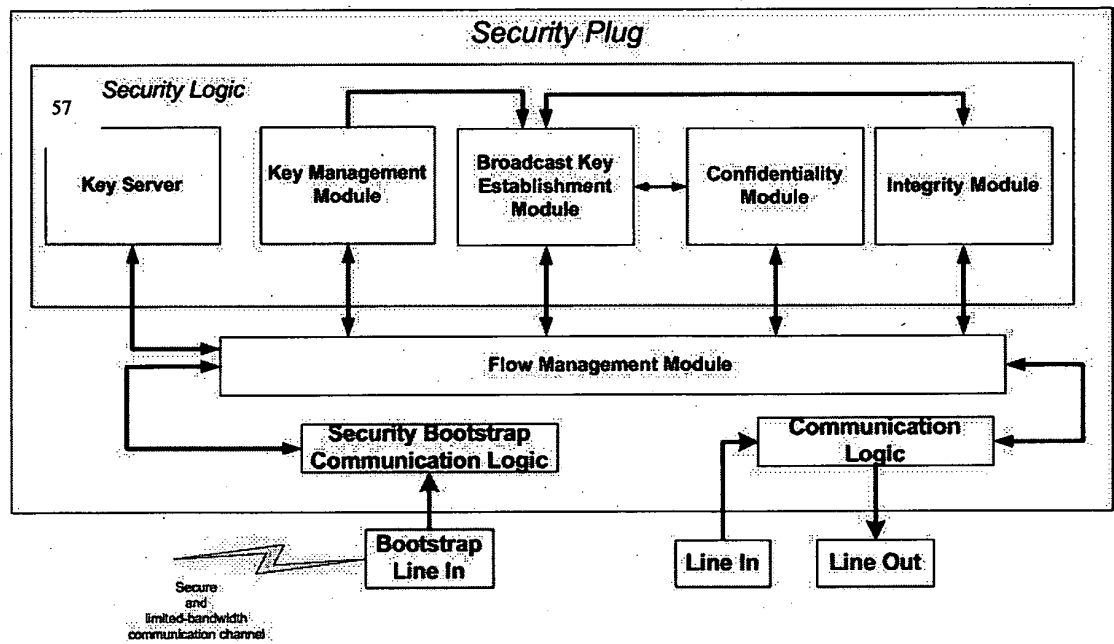 Security Plug
Security Logic
57
Key Server
Key Management
Module
Broadcast Key
Establishment
Module
Confidentiality
Module
Integrity Module
Flow Management Module
Security Bootstrap
Communication Logic
Communication
Logic
Bootstrap
Line In
Line In
Line Out
Secure
and
limited-bandwidth
communication channel